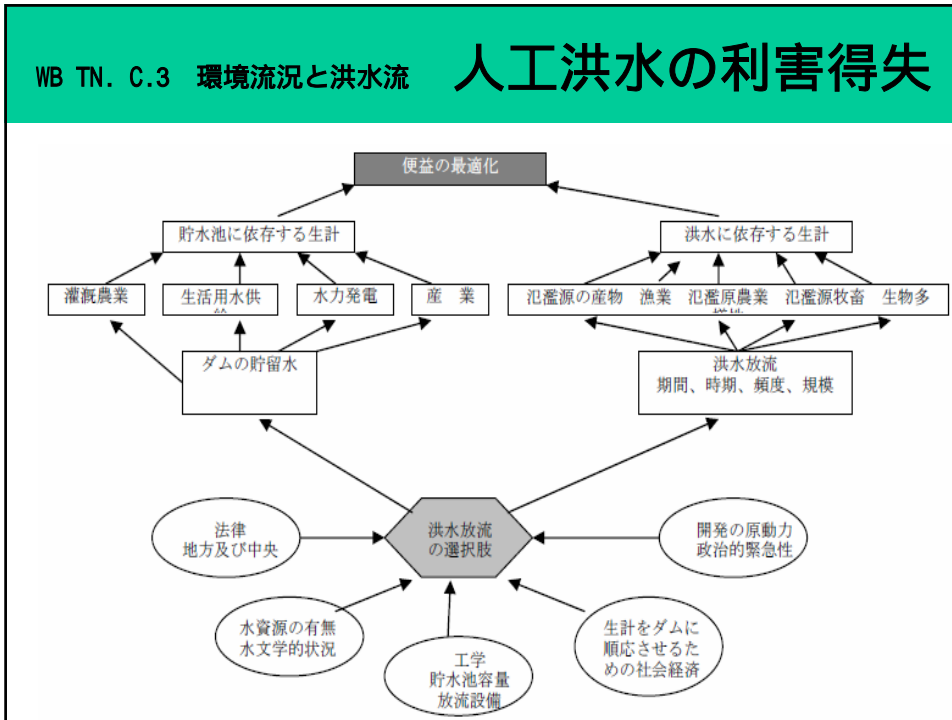 WB TN. C.3 環境流況と洪水流 人工洪水の利害得失
便益の最適化
貯水池に依存する生計
洪水に依存する生計
灌漑農業
生活用水供
水力発電
産 業
氾濫源の産物 漁業 氾濫原農業 氾濫源牧畜 生物多
ダムの貯留水
洪水放流
期間、時期、頻度、規模
法律
地方及び中央
洪水放流
の選択肢
開発の原動力
政治的緊急性
水資源の有無
水文学的状況
工学
貯水池容量
放流設備
生計をダムに
順応させるた
めの社会経済